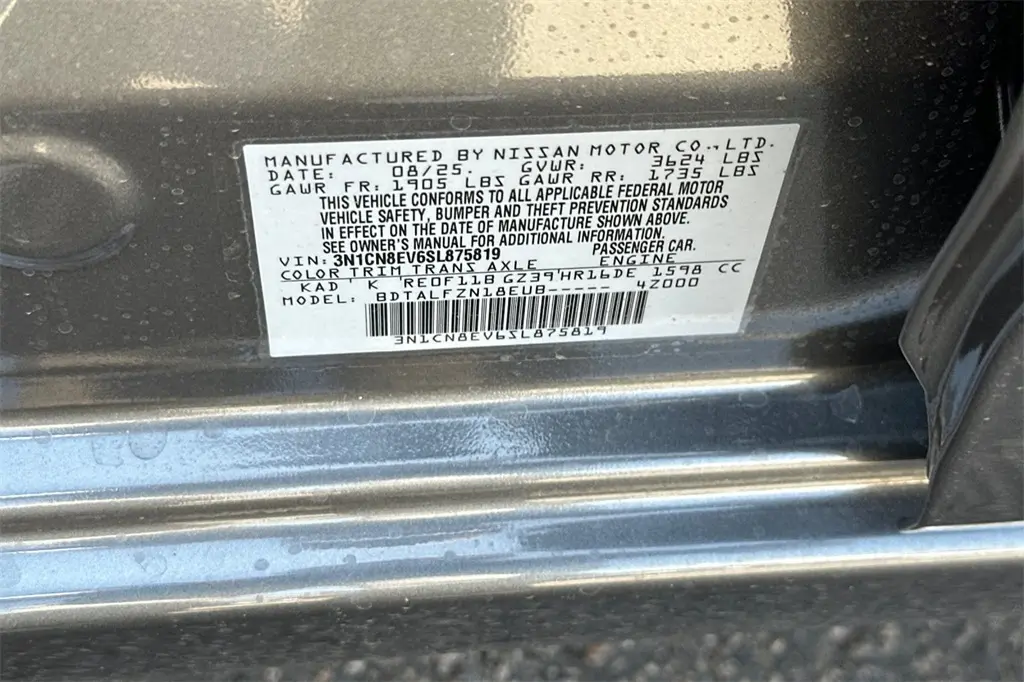 MANUFACTURED BY NISSAN MOTOR CO., LTD.
DATE: 08/25. GVWR: 3624 LBS
GAWR FR: 1905 LBS GAWR RR: 1735 LBS
THIS VEHICLE CONFORMS TO ALL APPLICABLE FEDERAL MOTOR
VEHICLE SAFETY, BUMPER AND THEFT PREVENTION STANDARDS
IN EFFECT ON THE DATE OF MANUFACTURE SHOWN ABOVE.
SEE OWNER'S MANUAL FOR ADDITIONAL INFORMATION.
VIN: 3N1CN8EV6SL875819 PASSENGER CAR.
COLOR TRIM TRANS AXLE ENGINE
KAD ' K 'RE0F11B GZ39'HR16DE 1598 CC
MODEL: BDTALFZN18EUB----- 4Z000
3N1CN8EV6SL875819